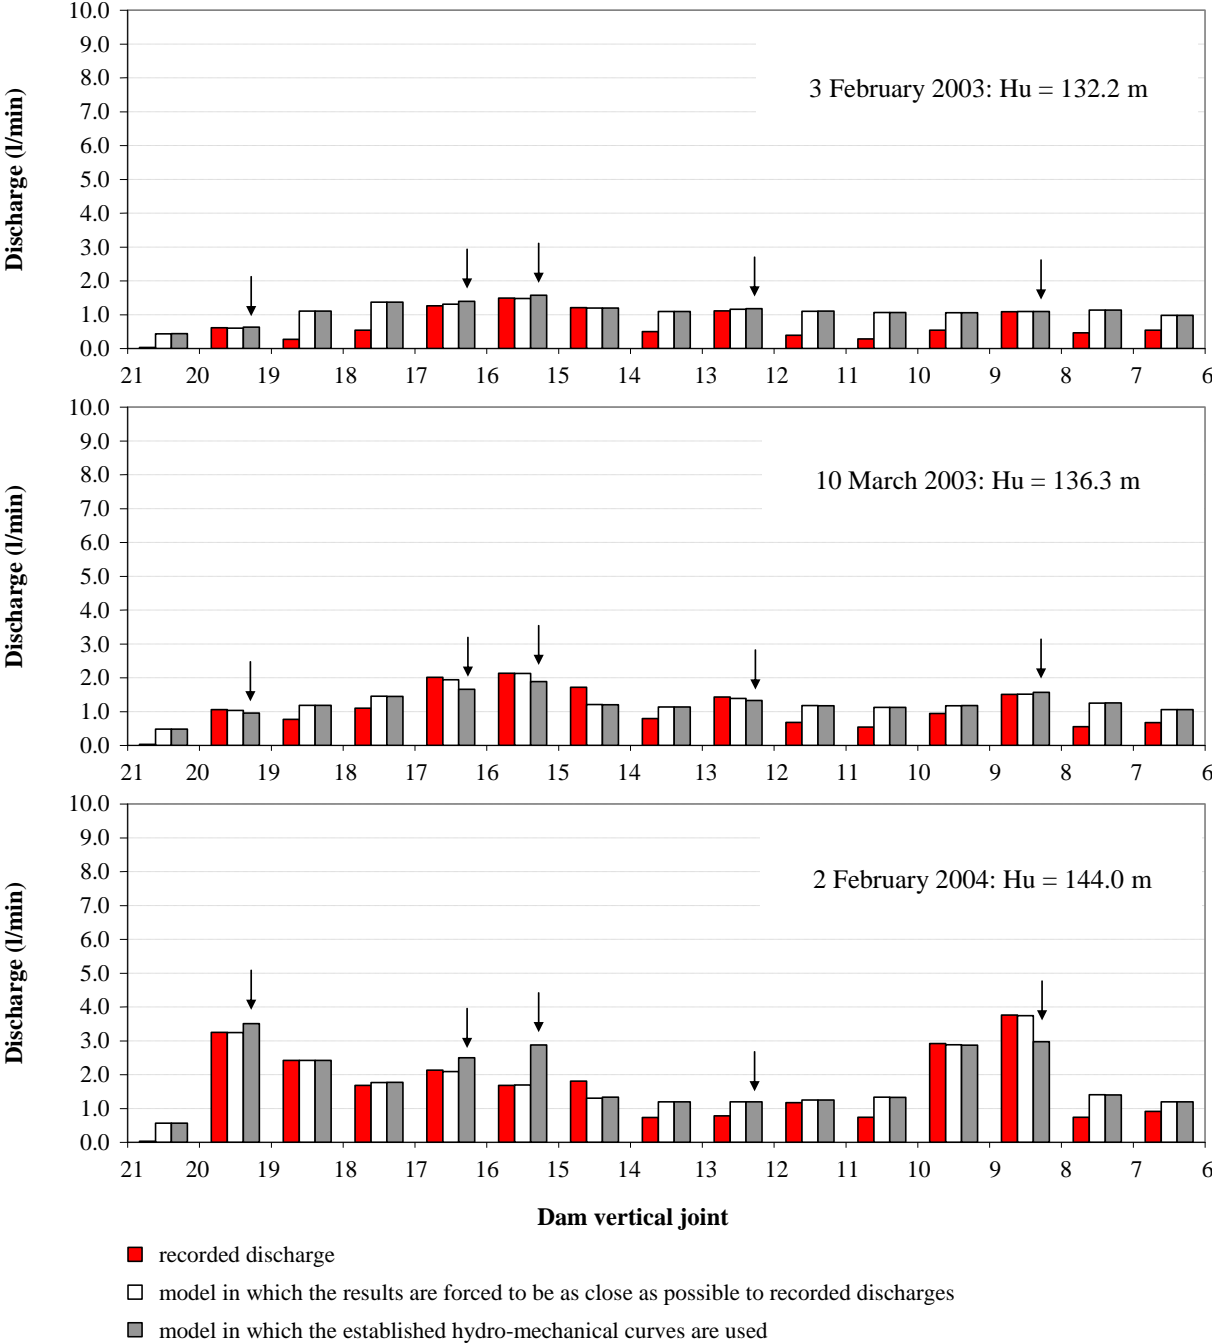 10.0
9.0
8.0
7.0
6.0
5.0
4.0
3.0
2.0
1.0
0.0
Discharge (l/min)
3 February 2003: Hu = 132.2 m
21 20 19 18 17 16 15 14 13 12 11 10 9 8 7 6
10.0
9.0
8.0
7.0
6.0
5.0
4.0
3.0
2.0
1.0
0.0
Discharge (l/min)
10 March 2003: Hu = 136.3 m
21 20 19 18 17 16 15 14 13 12 11 10 9 8 7 6
10.0
9.0
8.0
7.0
6.0
5.0
4.0
3.0
2.0
1.0
0.0
Discharge (l/min)
2 February 2004: Hu = 144.0 m
21 20 19 18 17 16 15 14 13 12 11 10 9 8 7 6
Dam vertical joint
recorded discharge
model in which the results are forced to be as close as possible to recorded discharges
model in which the established hydro-mechanical curves are used